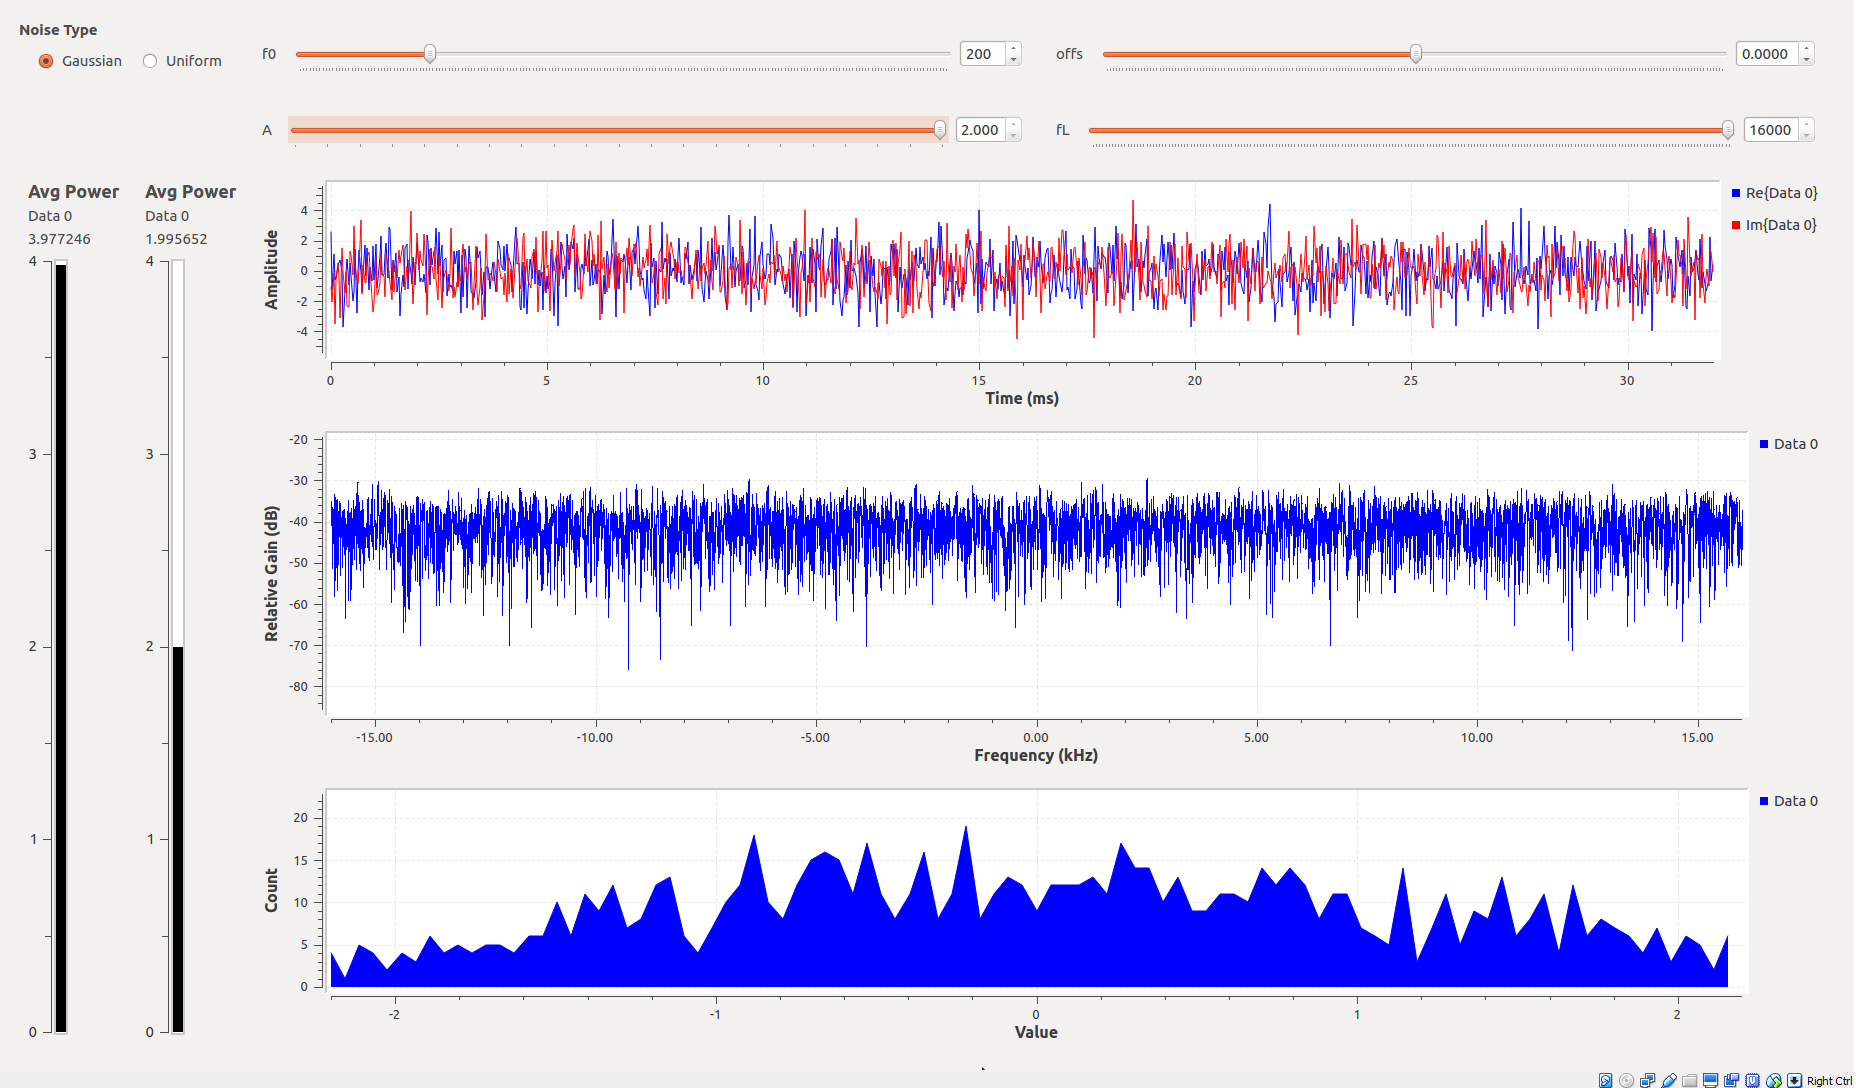 Noise Type
Gaussian Uniform
f0 200 offs 0.0000
A 2.000 fL 16000
Avg Power Avg Power
Data 0 Data 0
3.977246 1.995652
4 4
3 3
2 2
1 1
0 0
Re{Data 0}
Im{Data 0}
Amplitude
4
2
0
-2
-4
0 5 10 15 20 25 30
Time (ms)
Data 0
Relative Gain (dB)
-20
-30
-40
-50
-60
-70
-80
-15.00 -10.00 -5.00 0.00 5.00 10.00 15.00
Frequency (kHz)
Data 0
Count
20
15
10
5
0
-2 -1 0 1 2
Value
Right Ctrl